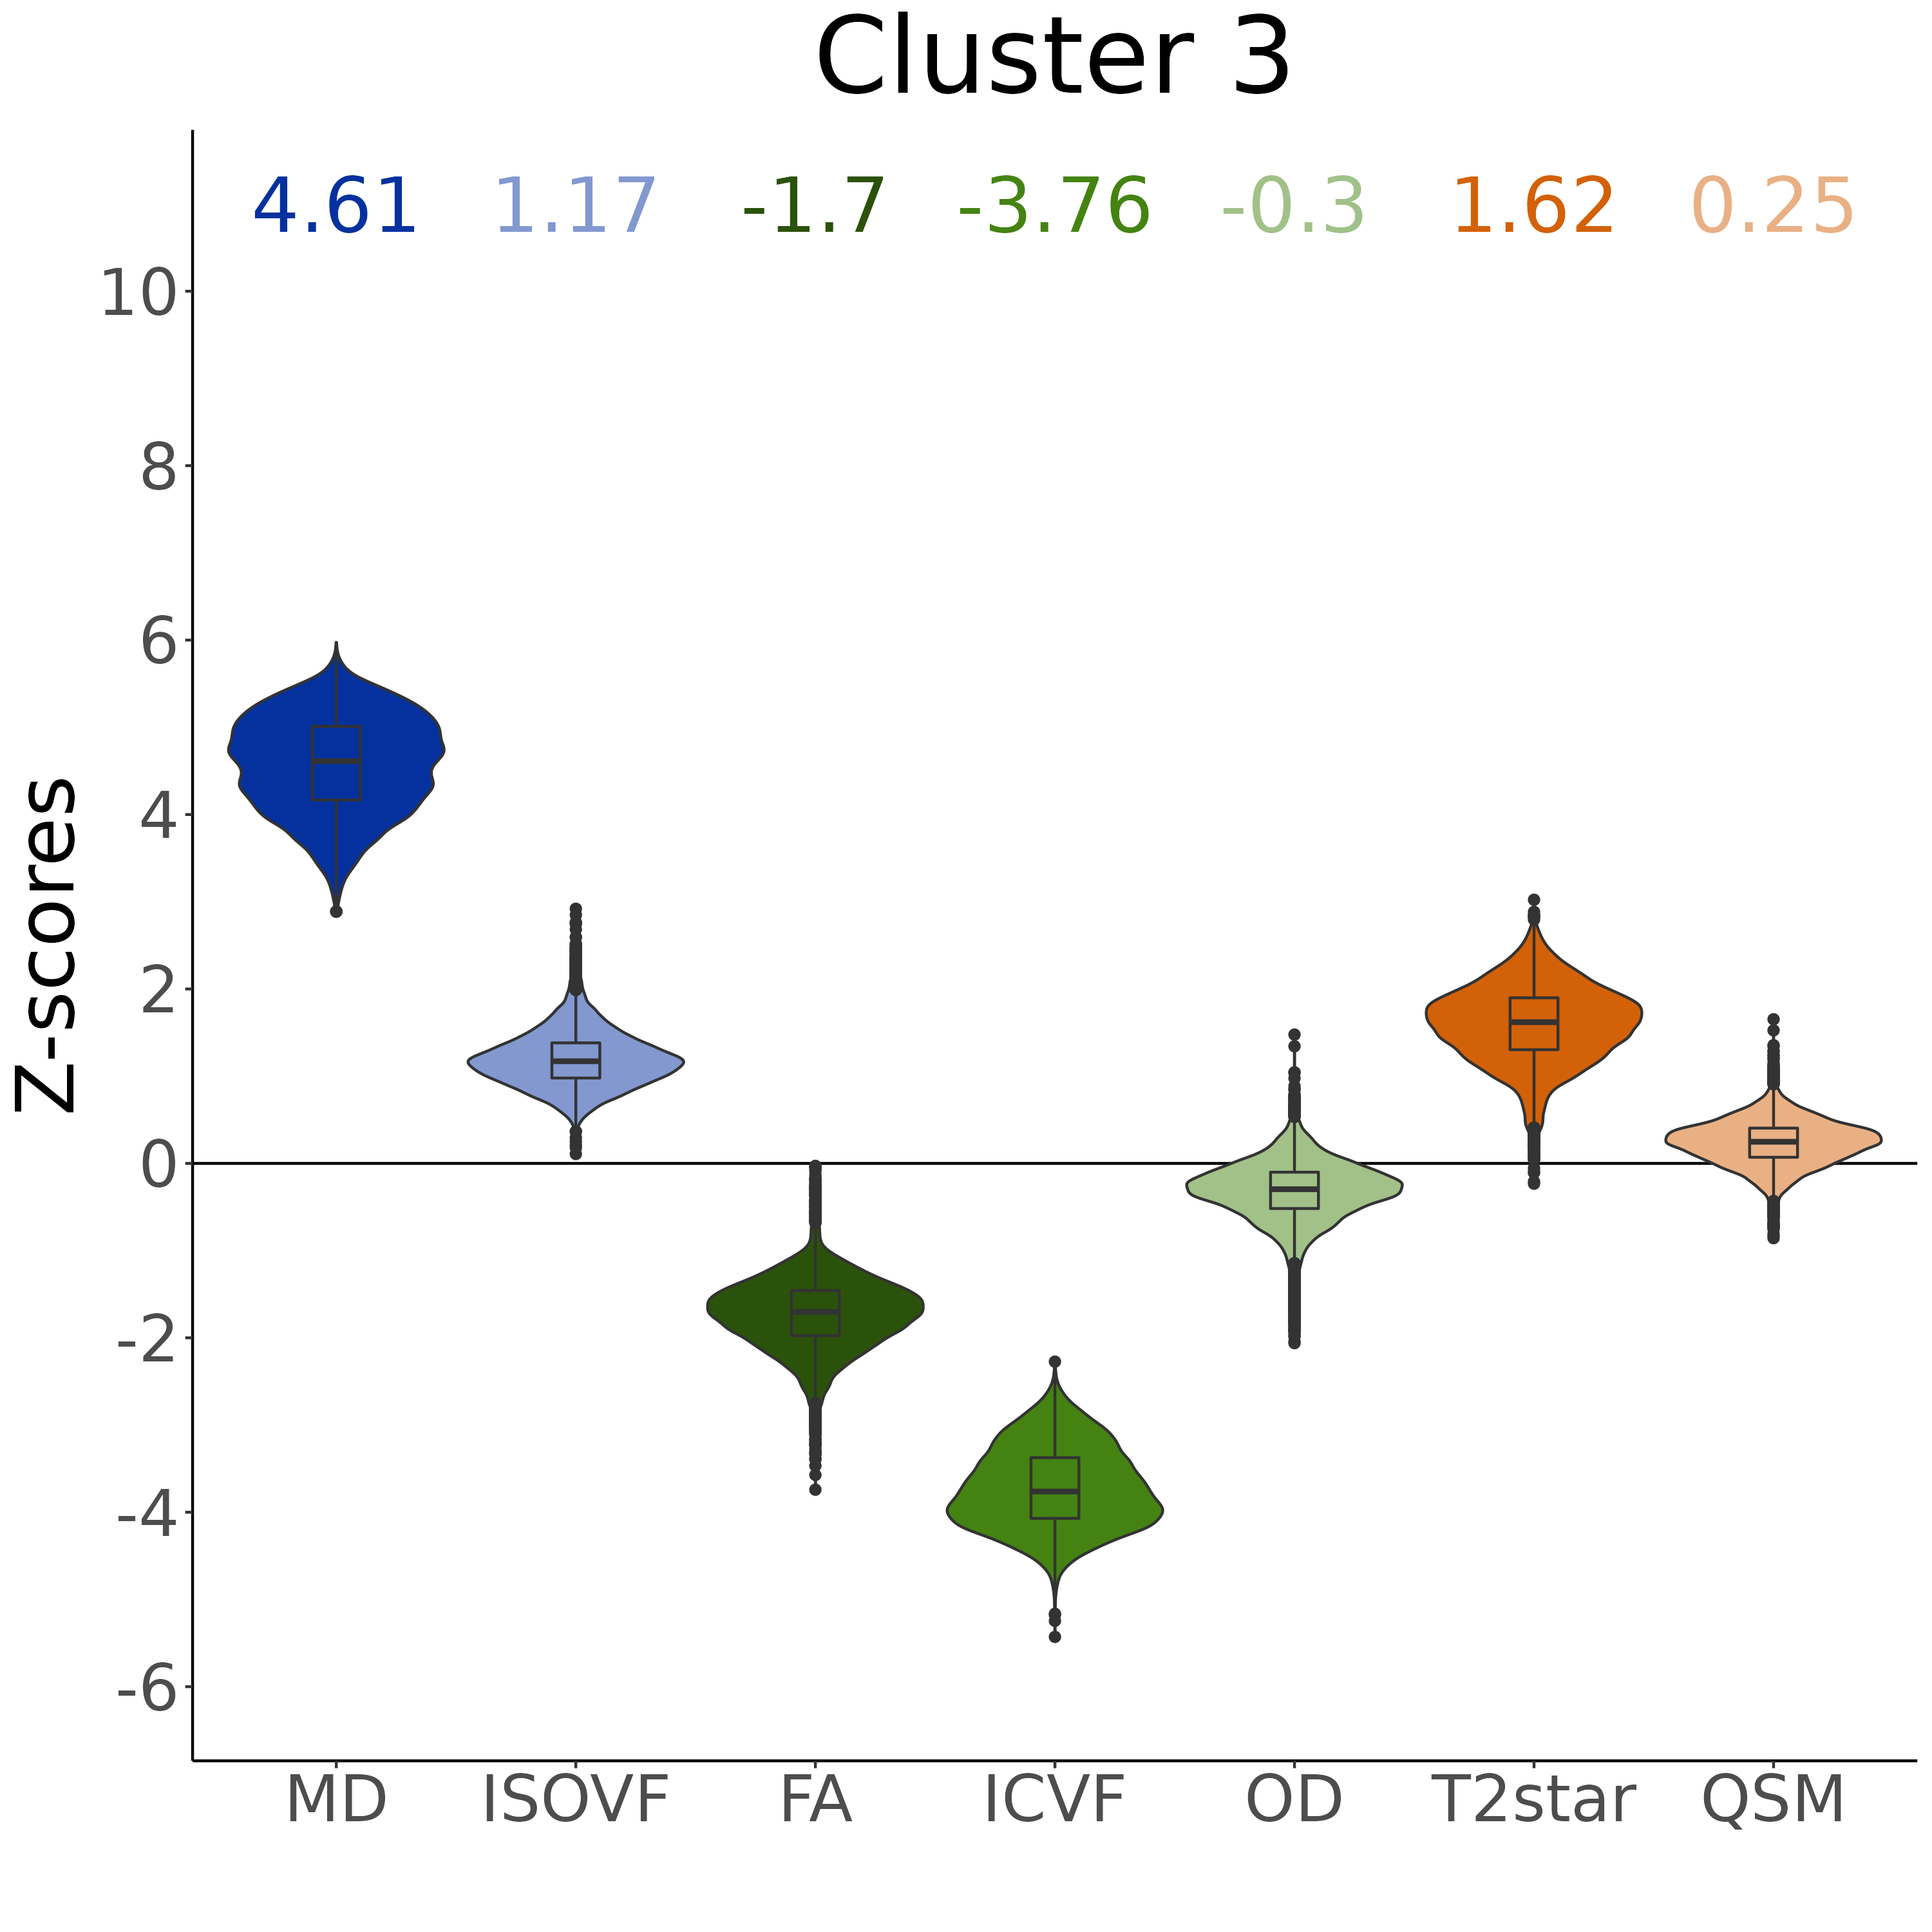 Cluster 3
4.61 1.17 -1.7 -3.76 -0.3 1.62 0.25
10
8
6
4
2
0
-2
-4
-6
Z-scores
MD ISOVF FA ICVF OD T2star QSM